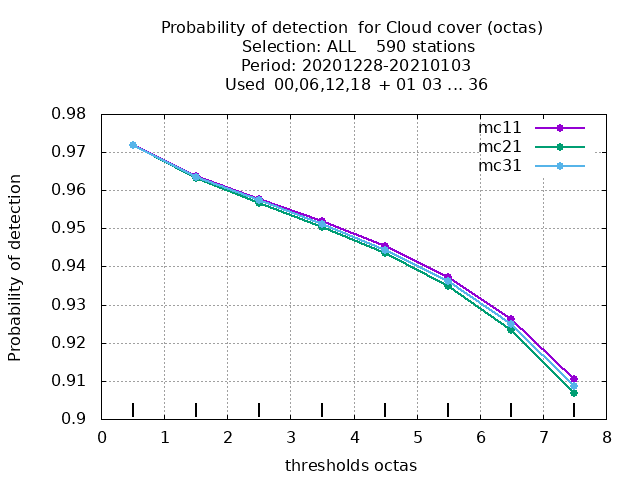 Probability of detection  for Cloud cover (octas)
Selection: ALL    590 stations
Period: 20201228-20210103
Used  00,06,12,18  + 01 03 ... 36
mc11
mc21
mc31
0.98
0.97
0.96
0.95
0.94
0.93
0.92
0.91
0.9
Probability of detection
0 1 2 3 4 5 6 7 8
thresholds octas